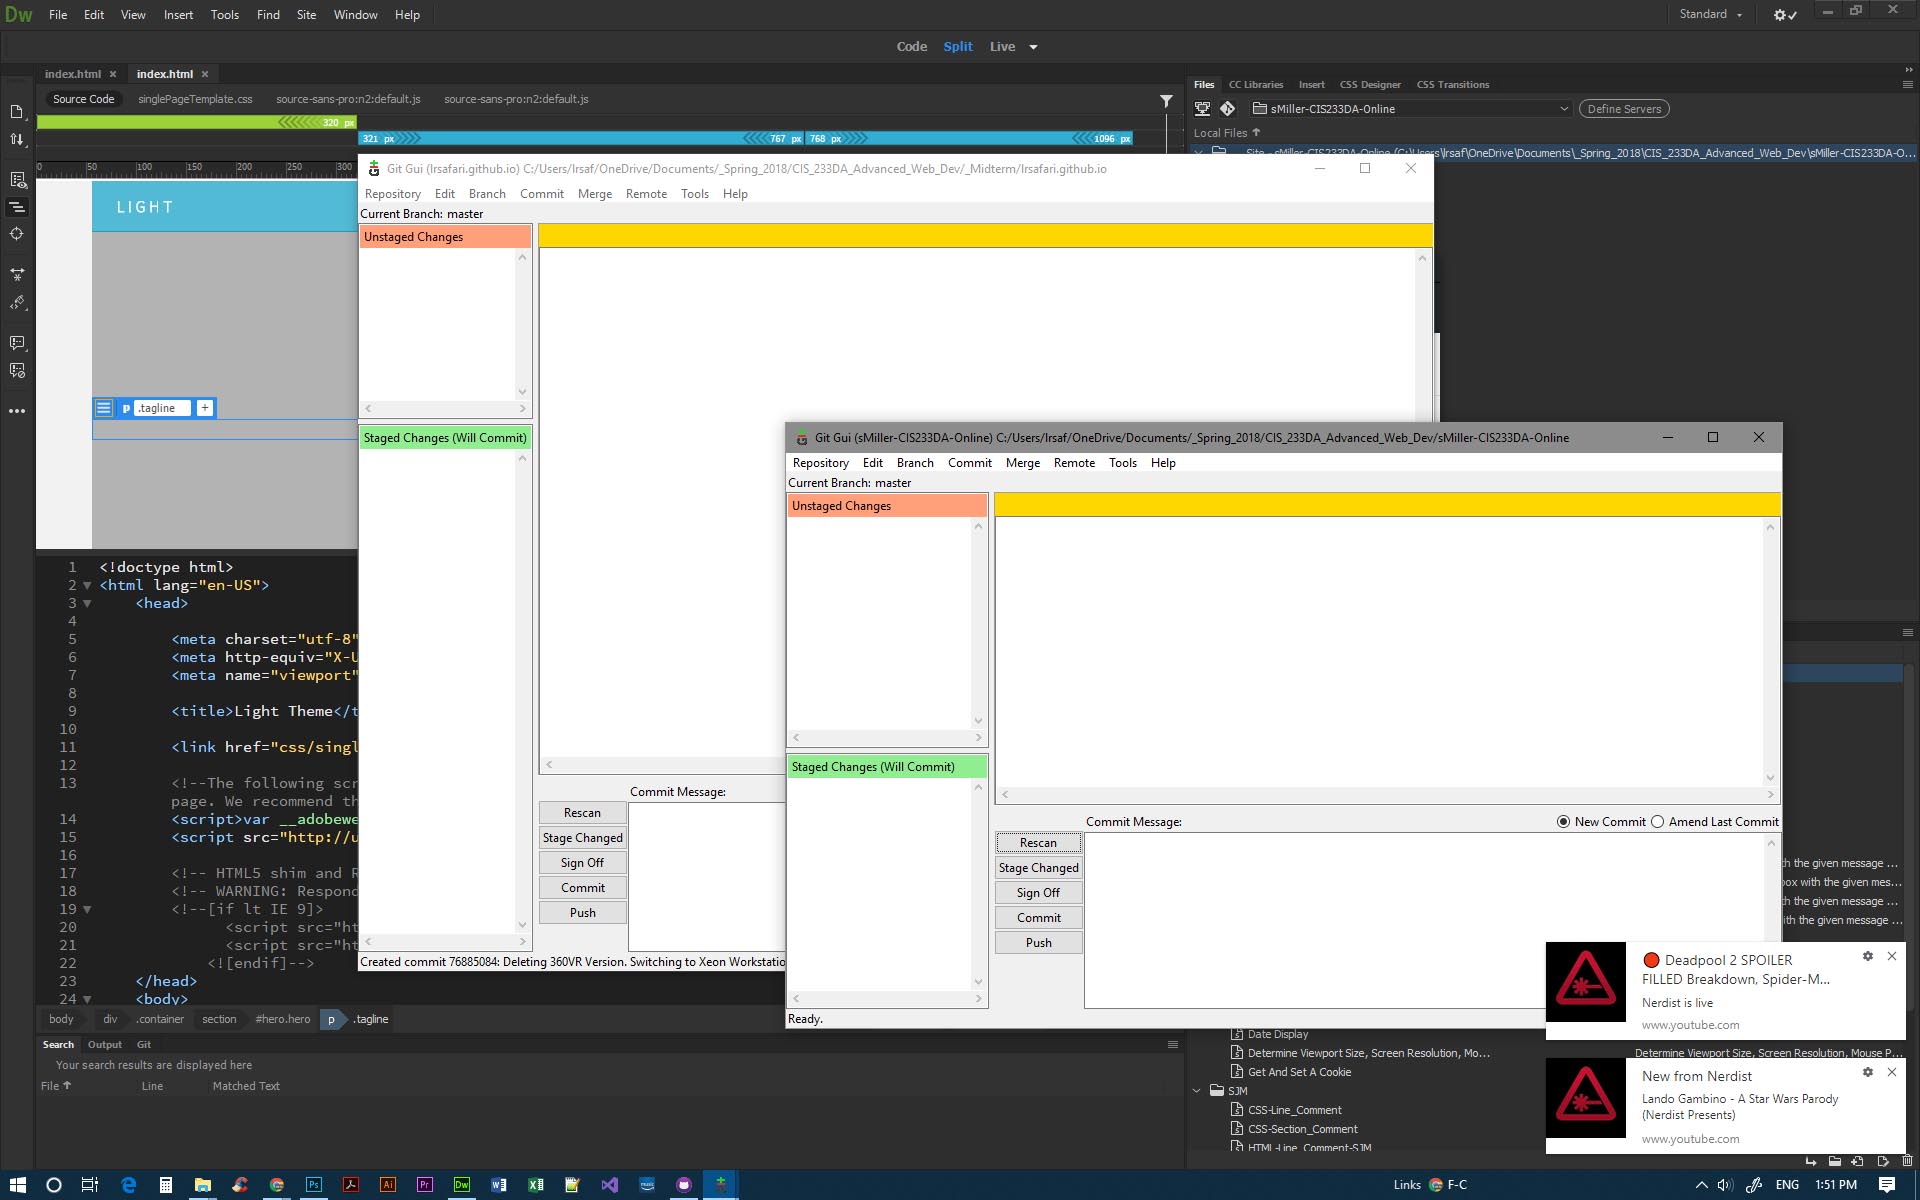 Dw File Edit View Insert Tools Find Site Window Help
Standard
Code Split Live
index.html × index.html ×
Source Code singlePageTemplate.css source-sans-pro:n2:default.js source-sans-pro:n2:default.js
320 px
321 px 767 px 768 px 1096 px
0 50 100 150 200 250 300
LIGHT
p .tagline +
Files CC Libraries Insert CSS Designer CSS Transitions
sMiller-CIS233DA-Online Define Servers
Local Files
Site - sMiller-CIS233DA-Online (C:\Users\lrsaf\OneDrive\Documents\_Spring_2018\CIS_233DA_Advanced_Web_Dev\sMiller-CIS233DA-O...
Git Gui (lrsafari.github.io) C:/Users/lrsaf/OneDrive/Documents/_Spring_2018/CIS_233DA_Advanced_Web_Dev/_Midterm/lrsafari.github.io
Repository Edit Branch Commit Merge Remote Tools Help
Current Branch: master
Unstaged Changes
Staged Changes (Will Commit)
Commit Message:
Rescan
Stage Changed
Sign Off
Commit
Push
Created commit 76885084: Deleting 360VR Version. Switching to Xeon Workstatio
Git Gui (sMiller-CIS233DA-Online) C:/Users/lrsaf/OneDrive/Documents/_Spring_2018/CIS_233DA_Advanced_Web_Dev/sMiller-CIS233DA-Online
Repository Edit Branch Commit Merge Remote Tools Help
Current Branch: master
Unstaged Changes
Staged Changes (Will Commit)
Commit Message: New Commit Amend Last Commit
Rescan
Stage Changed
Sign Off
Commit
Push
Ready.
1 <!doctype html>
2 <html lang="en-US">
3 <head>
4
5 <meta charset="utf-8"
6 <meta http-equiv="X-U
7 <meta name="viewport"
8
9 <title>Light Theme</t
10
11 <link href="css/singl
12
13 <!--The following scr
page. We recommend th
14 <script>var __adobewe
15 <script src="http://u
16
17 <!-- HTML5 shim and R
18 <!-- WARNING: Respond
19 <!--[if lt IE 9]>
20 <script src="ht
21 <script src="ht
22 <![endif]-->
23 </head>
24 <body>
body div .container section #hero.hero p .tagline
Search Output Git
Your search results are displayed here
File Line Matched Text
th the given message ...
box with the given mes...
th the given message ...
ith the given message ...
Date Display
Determine Viewport Size, Screen Resolution, Mo... Determine Viewport Size, Screen Resolution, Mouse P...
Get And Set A Cookie
SJM
CSS-Line_Comment
CSS-Section_Comment
HTML-Line_Comment-SJM
Deadpool 2 SPOILER
FILLED Breakdown, Spider-M...
Nerdist is live
www.youtube.com
New from Nerdist
Lando Gambino - A Star Wars Parody
(Nerdist Presents)
www.youtube.com
Ps Ai Pr Dw
Links F-C ENG 1:51 PM